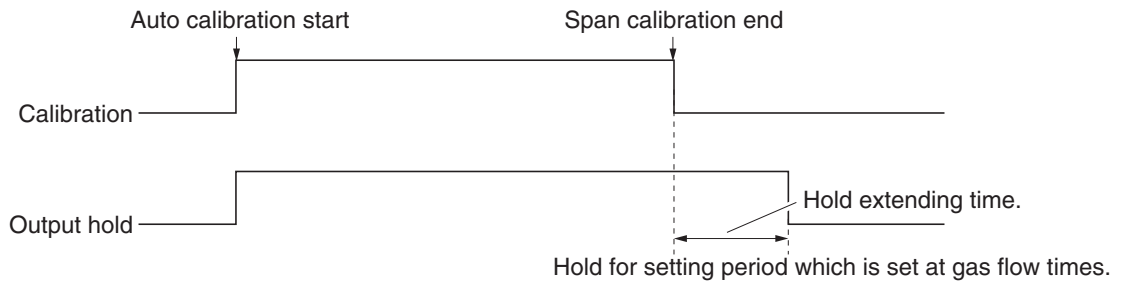 Auto calibration start
Span calibration end
Calibration
Output hold
Hold extending time.
Hold for setting period which is set at gas flow times.